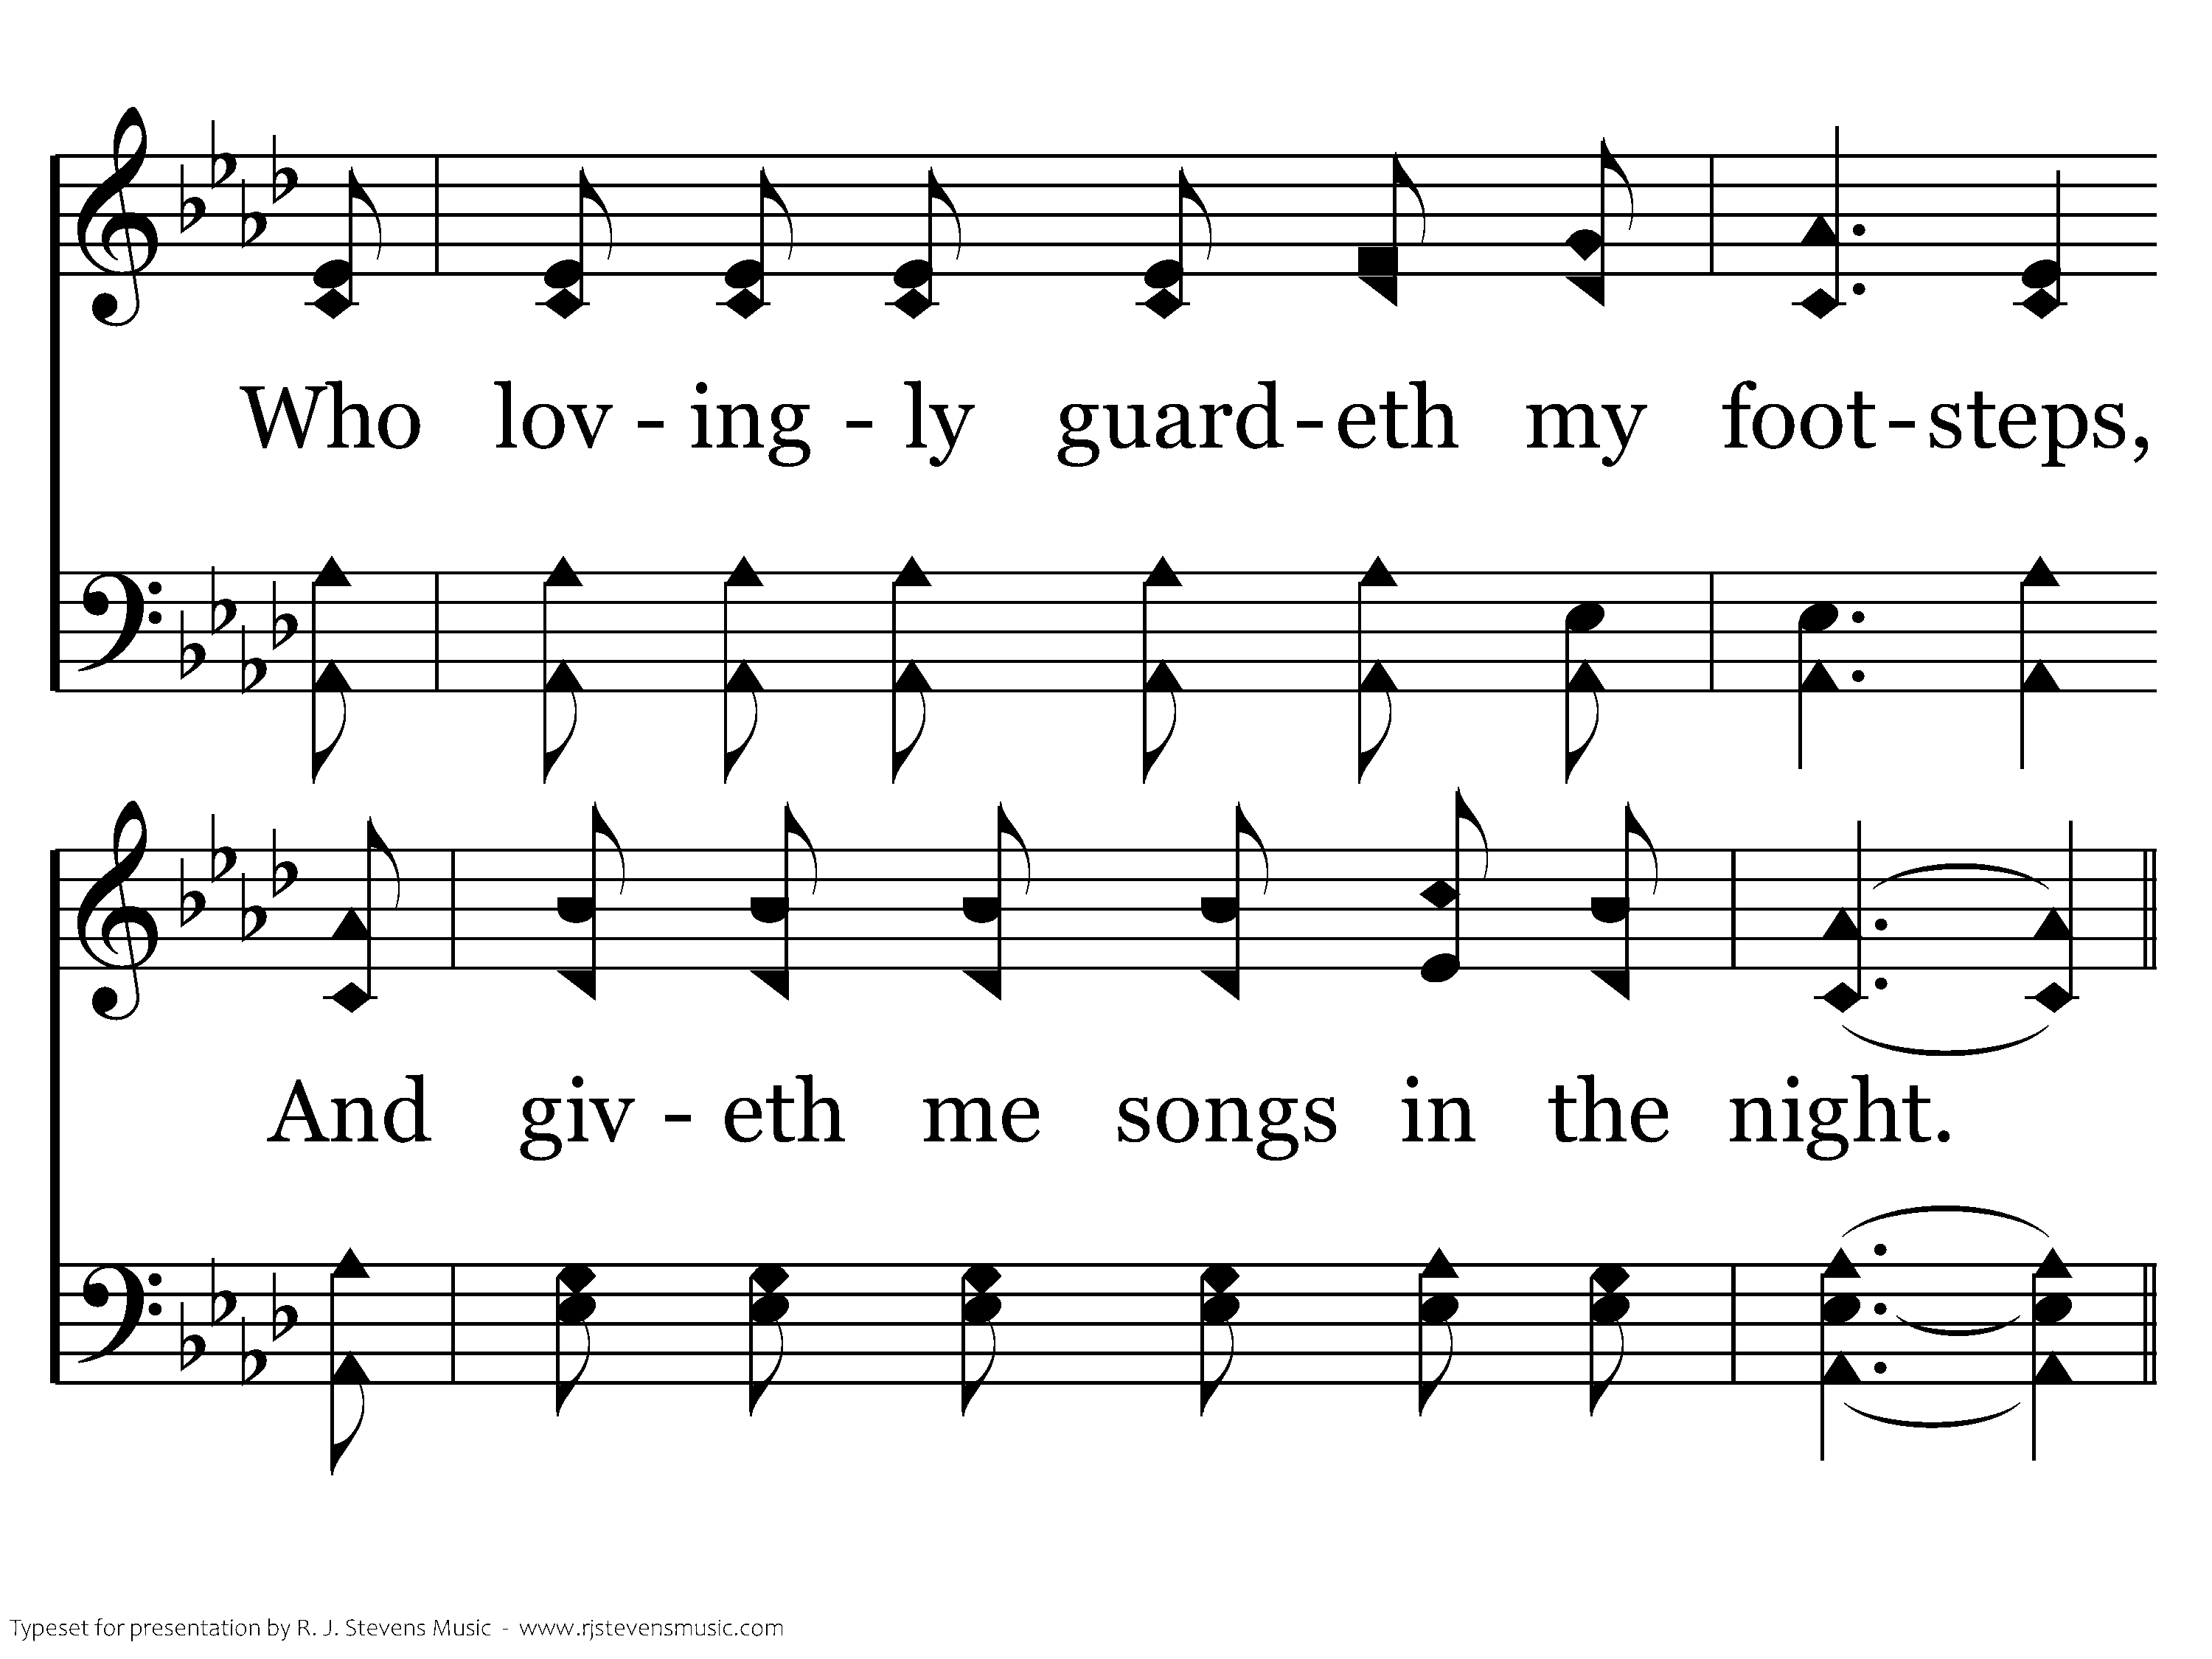 Who lov - ing - ly guard - eth my foot - steps,
And giv - eth me songs in the night.
Typeset for presentation by R. J. Stevens Music - www.rjstevensmusic.com